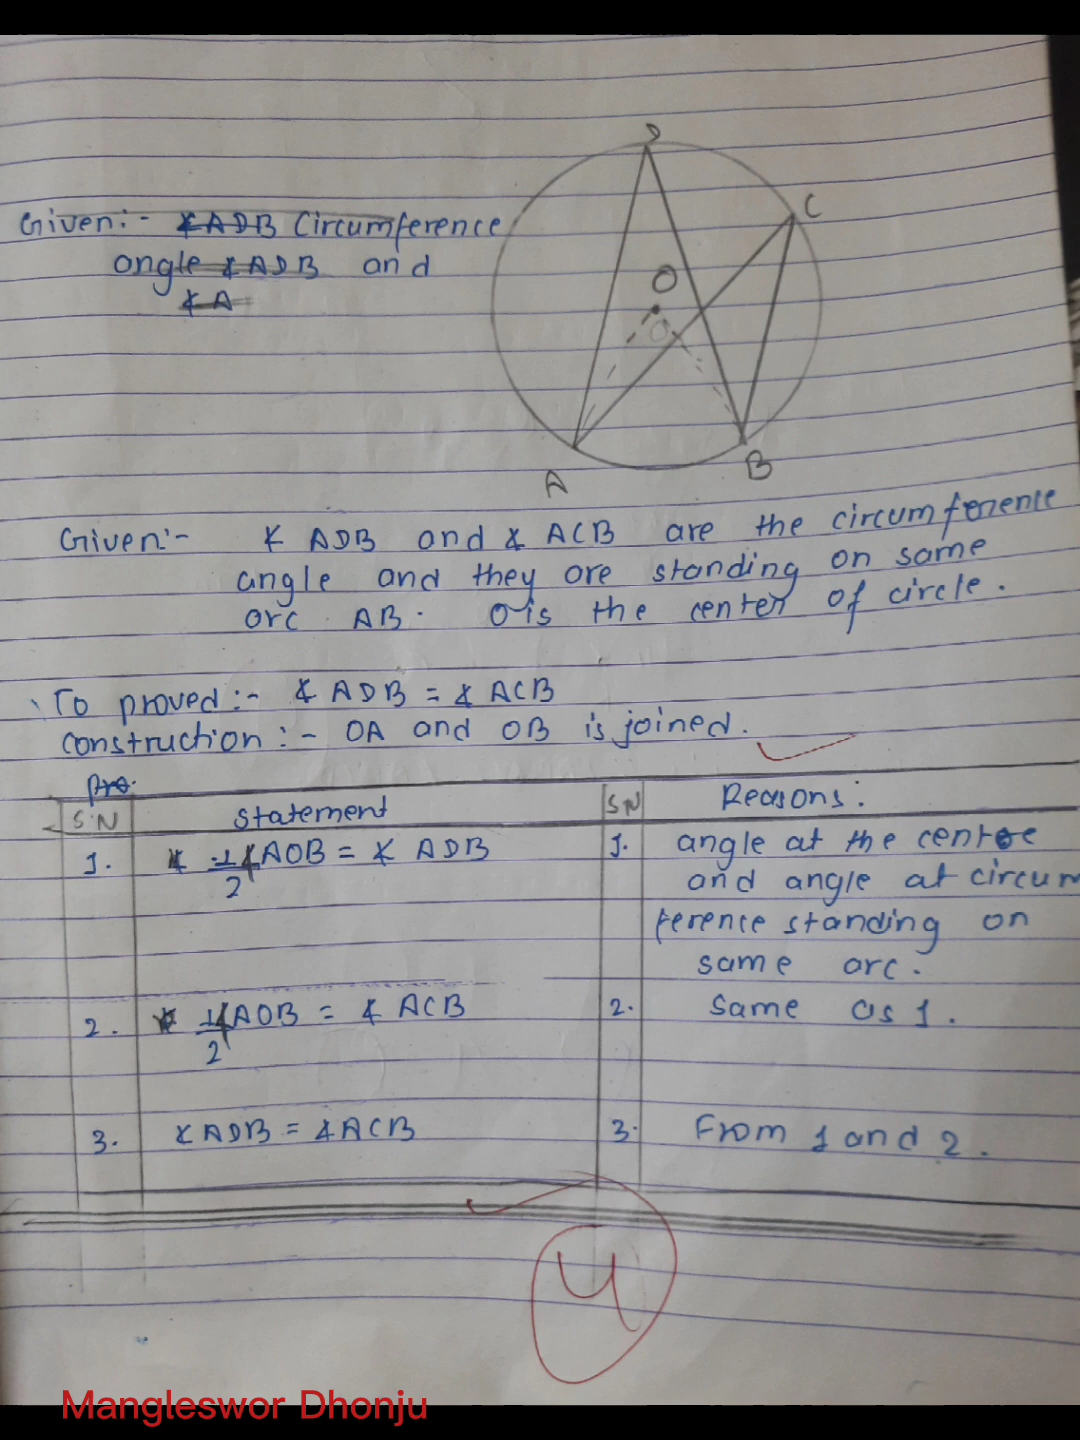 D
C
Given:- ∡ADB Circumference
angle ∡ADB and
∡A
O
A
B
Given:- ∡ ADB and ∡ ACB are the circumference
angle and they are standing on same
arc AB. O is the center of circle.
To proved:- ∡ ADB = ∡ ACB
Construction:- OA and OB is joined.
Pro.
S.N Statement SN Reasons:
1. 1/2 ∡AOB = ∡ ADB 1. angle at the centre
and angle at circum
ference standing on
same arc.
2. 1/2 ∡AOB = ∡ ACB 2. Same as 1.
3. ∡ADB = ∡ACB 3. From 1 and 2.
4
Mangleswor Dhonju